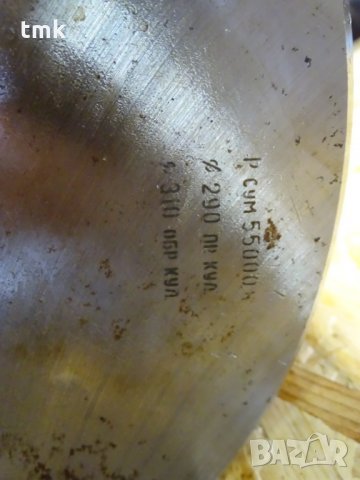 tmk
Р сум 55000 н
⌀ 290 пр кул.
⌀ 310 обр кул.
BAZAR